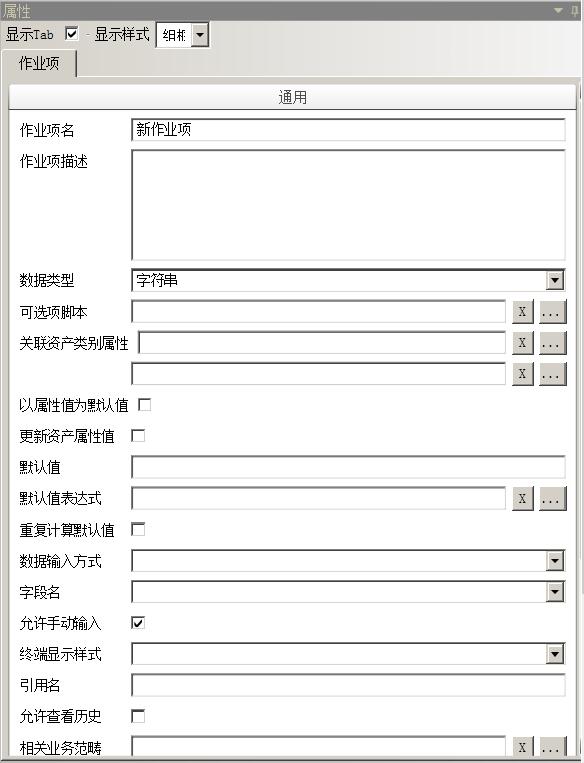 属性
显示Tab - 显示样式 细框
作业项
通用
作业项名 新作业项
作业项描述
数据类型 字符串
可选项脚本 X ...
关联资产类别属性 X ...
X ...
以属性值为默认值
更新资产属性值
默认值
默认值表达式 X ...
重复计算默认值
数据输入方式
字段名
允许手动输入
终端显示样式
引用名
允许查看历史
相关业务范畴 X ...